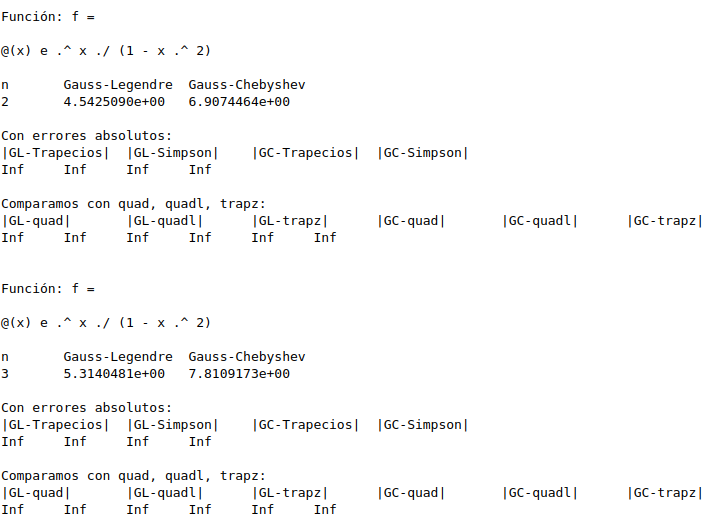 Función: f =
@(x) e .^ x ./ (1 - x .^ 2)
n Gauss-Legendre Gauss-Chebyshev
2 4.5425090e+00 6.9074464e+00
Con errores absolutos:
|GL-Trapecios| |GL-Simpson| |GC-Trapecios| |GC-Simpson|
Inf Inf Inf Inf
Comparamos con quad, quadl, trapz:
|GL-quad| |GL-quadl| |GL-trapz| |GC-quad| |GC-quadl| |GC-trapz|
Inf Inf Inf Inf Inf Inf
Función: f =
@(x) e .^ x ./ (1 - x .^ 2)
n Gauss-Legendre Gauss-Chebyshev
3 5.3140481e+00 7.8109173e+00
Con errores absolutos:
|GL-Trapecios| |GL-Simpson| |GC-Trapecios| |GC-Simpson|
Inf Inf Inf Inf
Comparamos con quad, quadl, trapz:
|GL-quad| |GL-quadl| |GL-trapz| |GC-quad| |GC-quadl| |GC-trapz|
Inf Inf Inf Inf Inf Inf